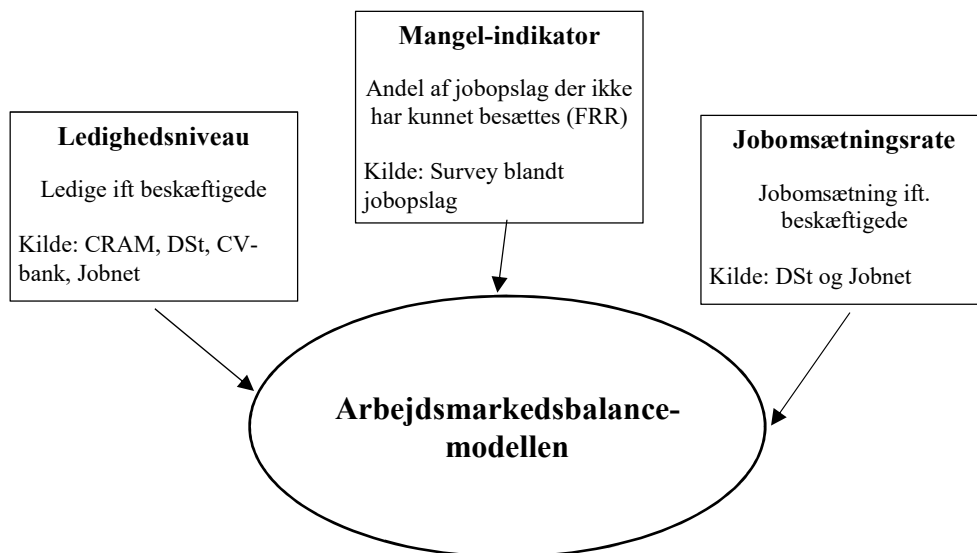 Mangel-indikator
Andel af jobopslag der ikke
har kunnet besættes (FRR)
Kilde: Survey blandt
jobopslag
Ledighedsniveau
Ledige ift beskæftigede
Kilde: CRAM, DSt, CV-
bank, Jobnet
Jobomsætningsrate
Jobomsætning ift.
beskæftigede
Kilde: DSt og Jobnet
Arbejdsmarkedsbalance-
modellen